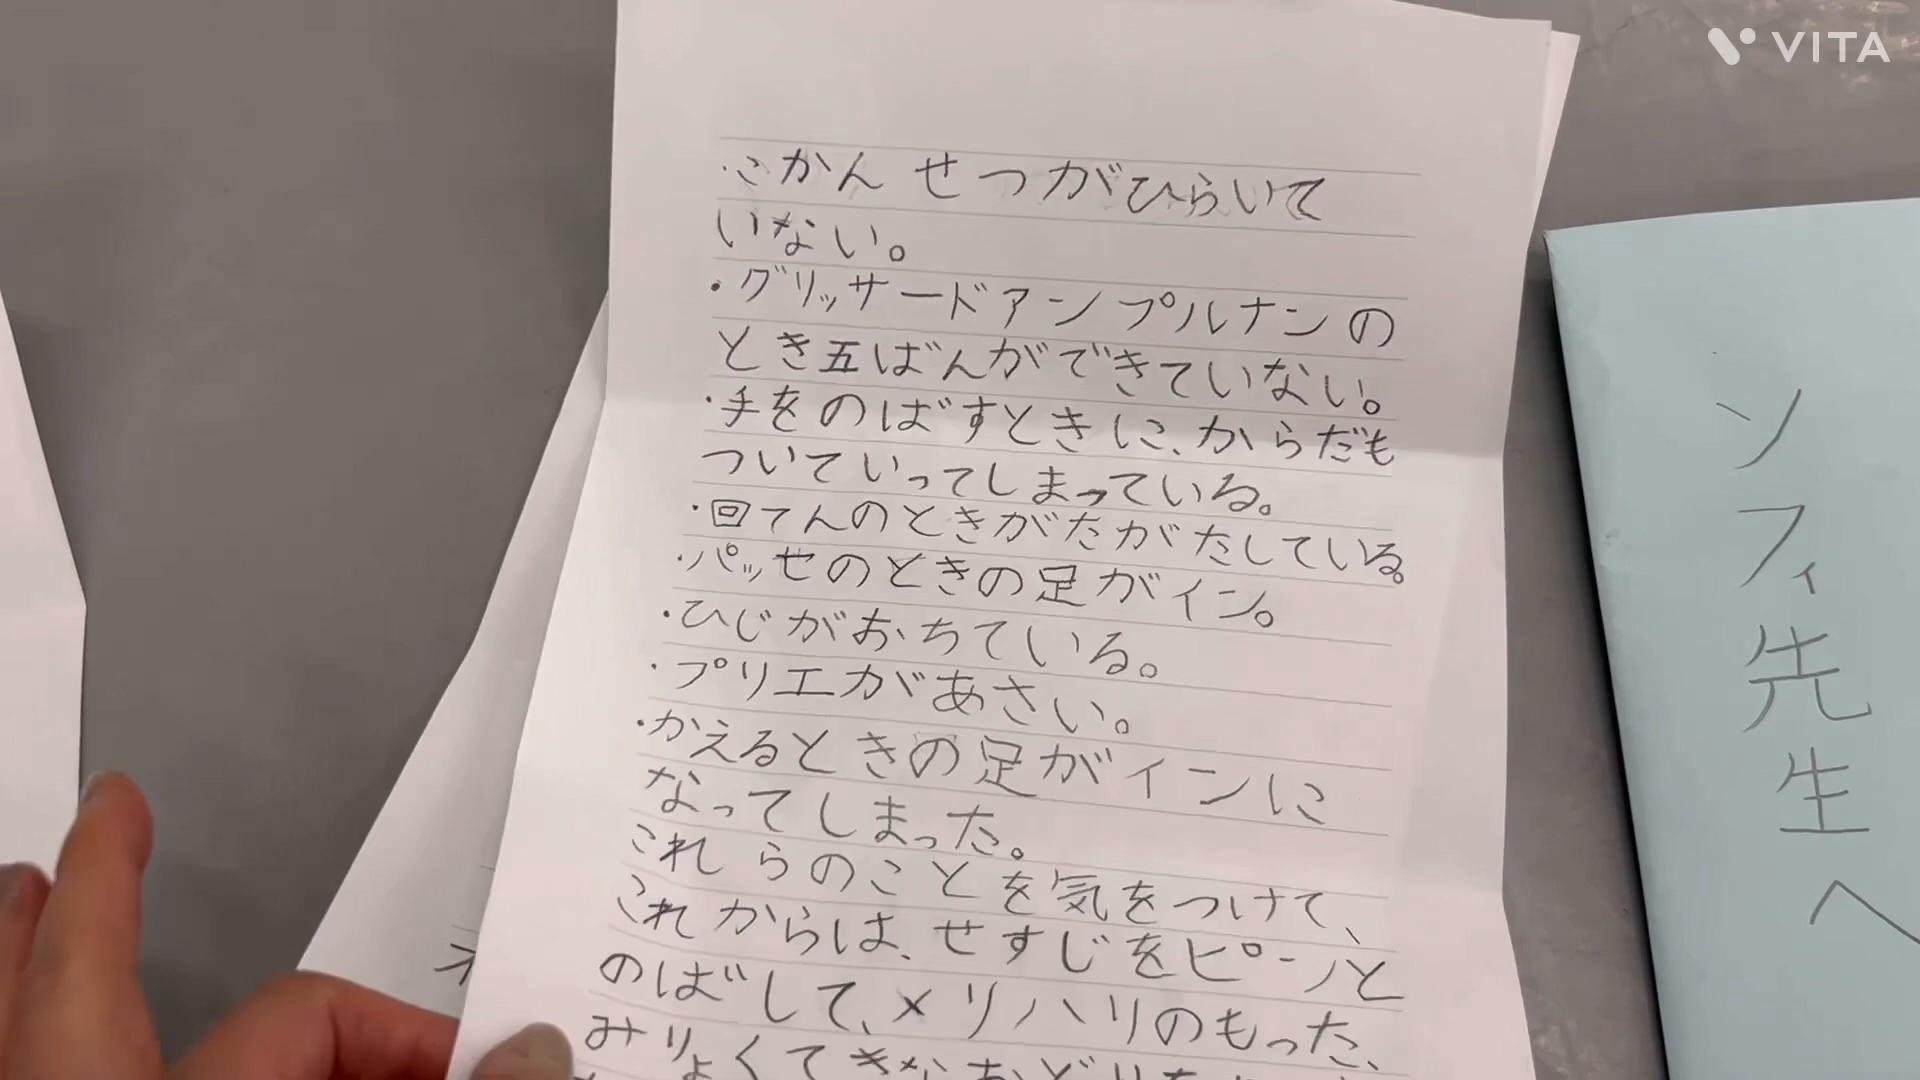 VITA
・こかんせつがひらいて
いない。
・グリッサードアンプルナンの
とき五ばんができていない。
・手をのばすときに、からだも
ついていってしまっている。
・回てんのときがたがたしている。
・パッセのときの足がイン。
・ひじがおちている。
・プリエがあさい。
・かえるときの足がインに
なってしまった。
これらのことを気をつけて、
これからは、せすじをピーンと
のばして、メリハリのもった、
みりょくてきな
ソフィ先生へ